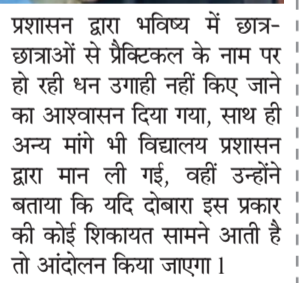 प्रशासन द्वारा भविष्य में छात्र-
छात्राओं से प्रैक्टिकल के नाम पर
हो रही धन उगाही नहीं किए जाने
का आश्वासन दिया गया, साथ ही
अन्य मांगे भी विद्यालय प्रशासन
द्वारा मान ली गई, वहीं उन्होंने
बताया कि यदि दोबारा इस प्रकार
की कोई शिकायत सामने आती है
तो आंदोलन किया जाएगा l